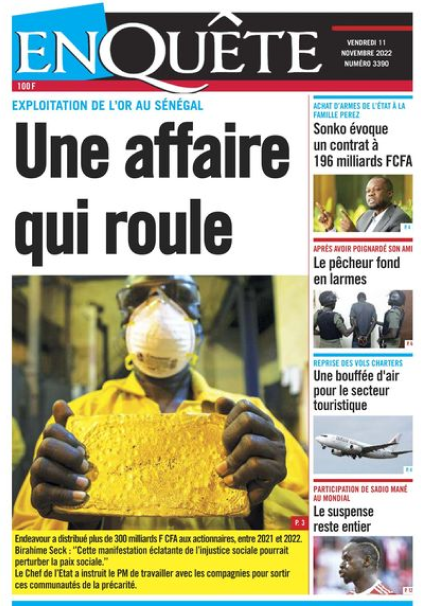 ENQUÊTE
VENDREDI 11
NOVEMBRE 2022
NUMÉRO 3390
100 F
EXPLOITATION DE L'OR AU SÉNÉGAL
Une affaire
qui roule
Endeavour a distribué plus de 300 milliards F CFA aux actionnaires, entre 2021 et 2022.
Birahime Seck : "Cette manifestation éclatante de l'injustice sociale pourrait
perturber la paix sociale."
Le Chef de l'Etat a instruit le PM de travailler avec les compagnies pour sortir
ces communautés de la précarité.
P. 3
ACHAT D'ARMES DE L'ÉTAT À LA
FAMILLE PEREZ
Sonko évoque
un contrat à
196 milliards FCFA
APRÈS AVOIR POIGNARDÉ SON AMI
Le pêcheur fond
en larmes
REPRISE DES VOLS CHARTERS
Une bouffée d'air
pour le secteur
touristique
PARTICIPATION DE SADIO MANÉ
AU MONDIAL
Le suspense
reste entier